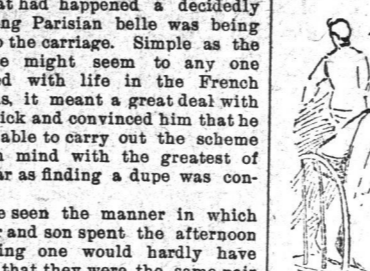 at had happened a decidedly
ng Parisian belle was being
o the carriage. Simple as the
e might seem to any one
d with life in the French
s, it meant a great deal with
ick and convinced him that he
able to carry out the scheme
mind with the greatest of
ar as finding a dupe was con-
e seen the manner in which
and son spent the afternoon
ing one would hardly have
that they were the same pair